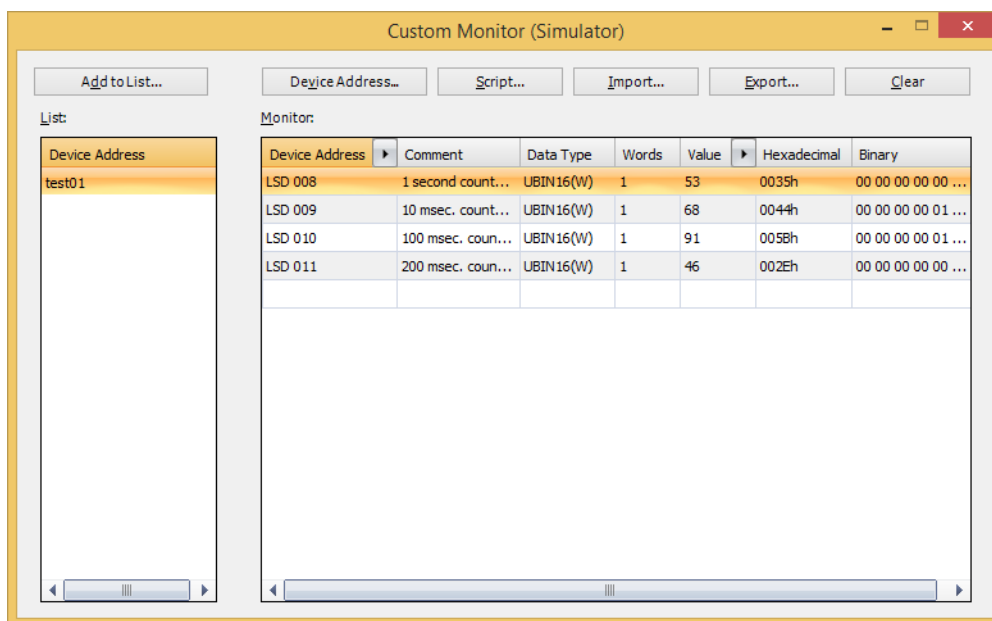 Custom Monitor (Simulator)
Add to List... Device Address... Script... Import... Export... Clear
List: Monitor:
Device Address Device Address Comment Data Type Words Value Hexadecimal Binary
test01 LSD 008 1 second count... UBIN16(W) 1 53 0035h 00 00 00 00 00 ...
LSD 009 10 msec. count... UBIN16(W) 1 68 0044h 00 00 00 00 01 ...
LSD 010 100 msec. coun... UBIN16(W) 1 91 005Bh 00 00 00 00 01 ...
LSD 011 200 msec. coun... UBIN16(W) 1 46 002Eh 00 00 00 00 00 ...